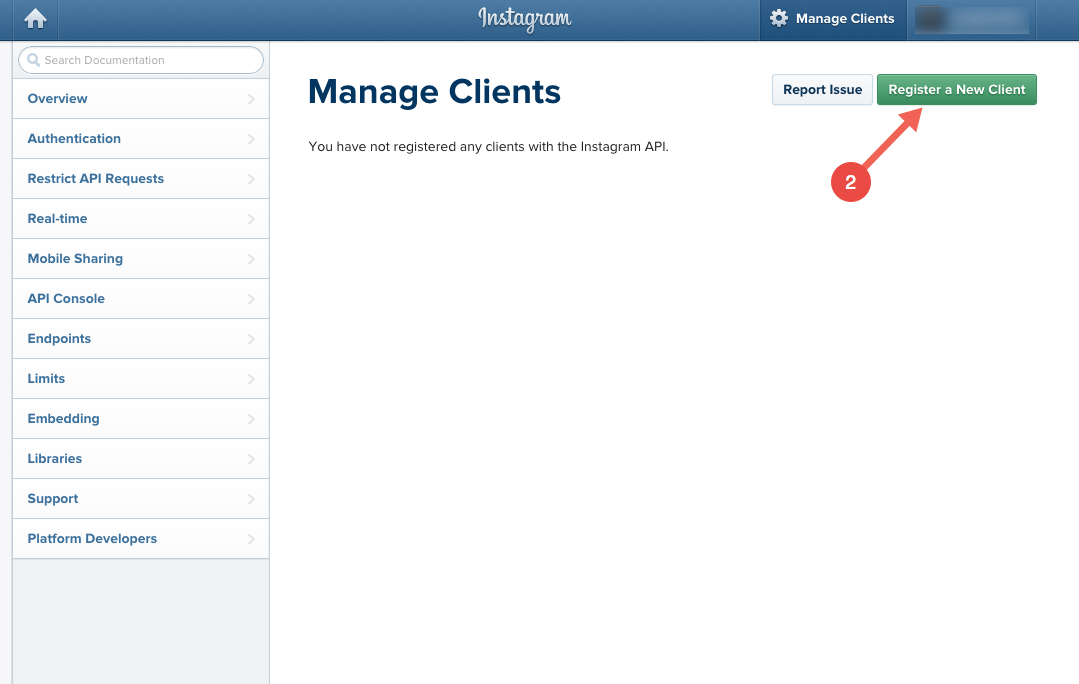 Instagram
Manage Clients
Search Documentation
Overview
Authentication
Restrict API Requests
Real-time
Mobile Sharing
API Console
Endpoints
Limits
Embedding
Libraries
Support
Platform Developers
Manage Clients
Report Issue
Register a New Client
You have not registered any clients with the Instagram API.
2